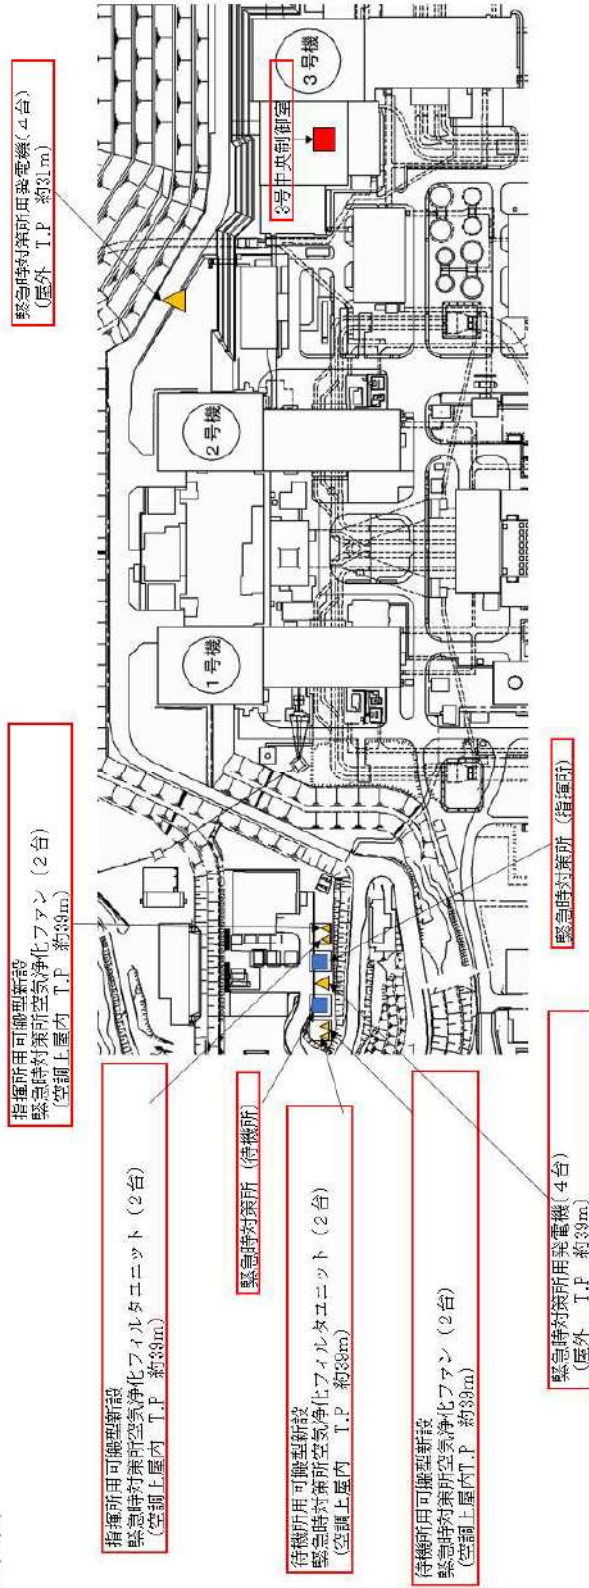 緊急時対策所用発電機(4台)
(屋外 T.P 約31m)
3号中央制御室
3号機
2号機
1号機
指揮所用可搬型新設
緊急時対策所空気浄化ファン(2台)
(空調上屋内 T.P 約39m)
指揮所用可搬型新設
緊急時対策所空気浄化フィルタユニット(2台)
(空調上屋内 T.P 約39m)
緊急時対策所(待機所)
待機所用可搬型新設
緊急時対策所空気浄化フィルタユニット(2台)
(空調上屋内 T.P 約39m)
待機所用可搬型新設
緊急時対策所空気浄化ファン(2台)
(空調上屋内T.P 約39m)
緊急時対策所用発電機(4台)
(屋外 T.P 約39m)
緊急時対策所(指揮所)